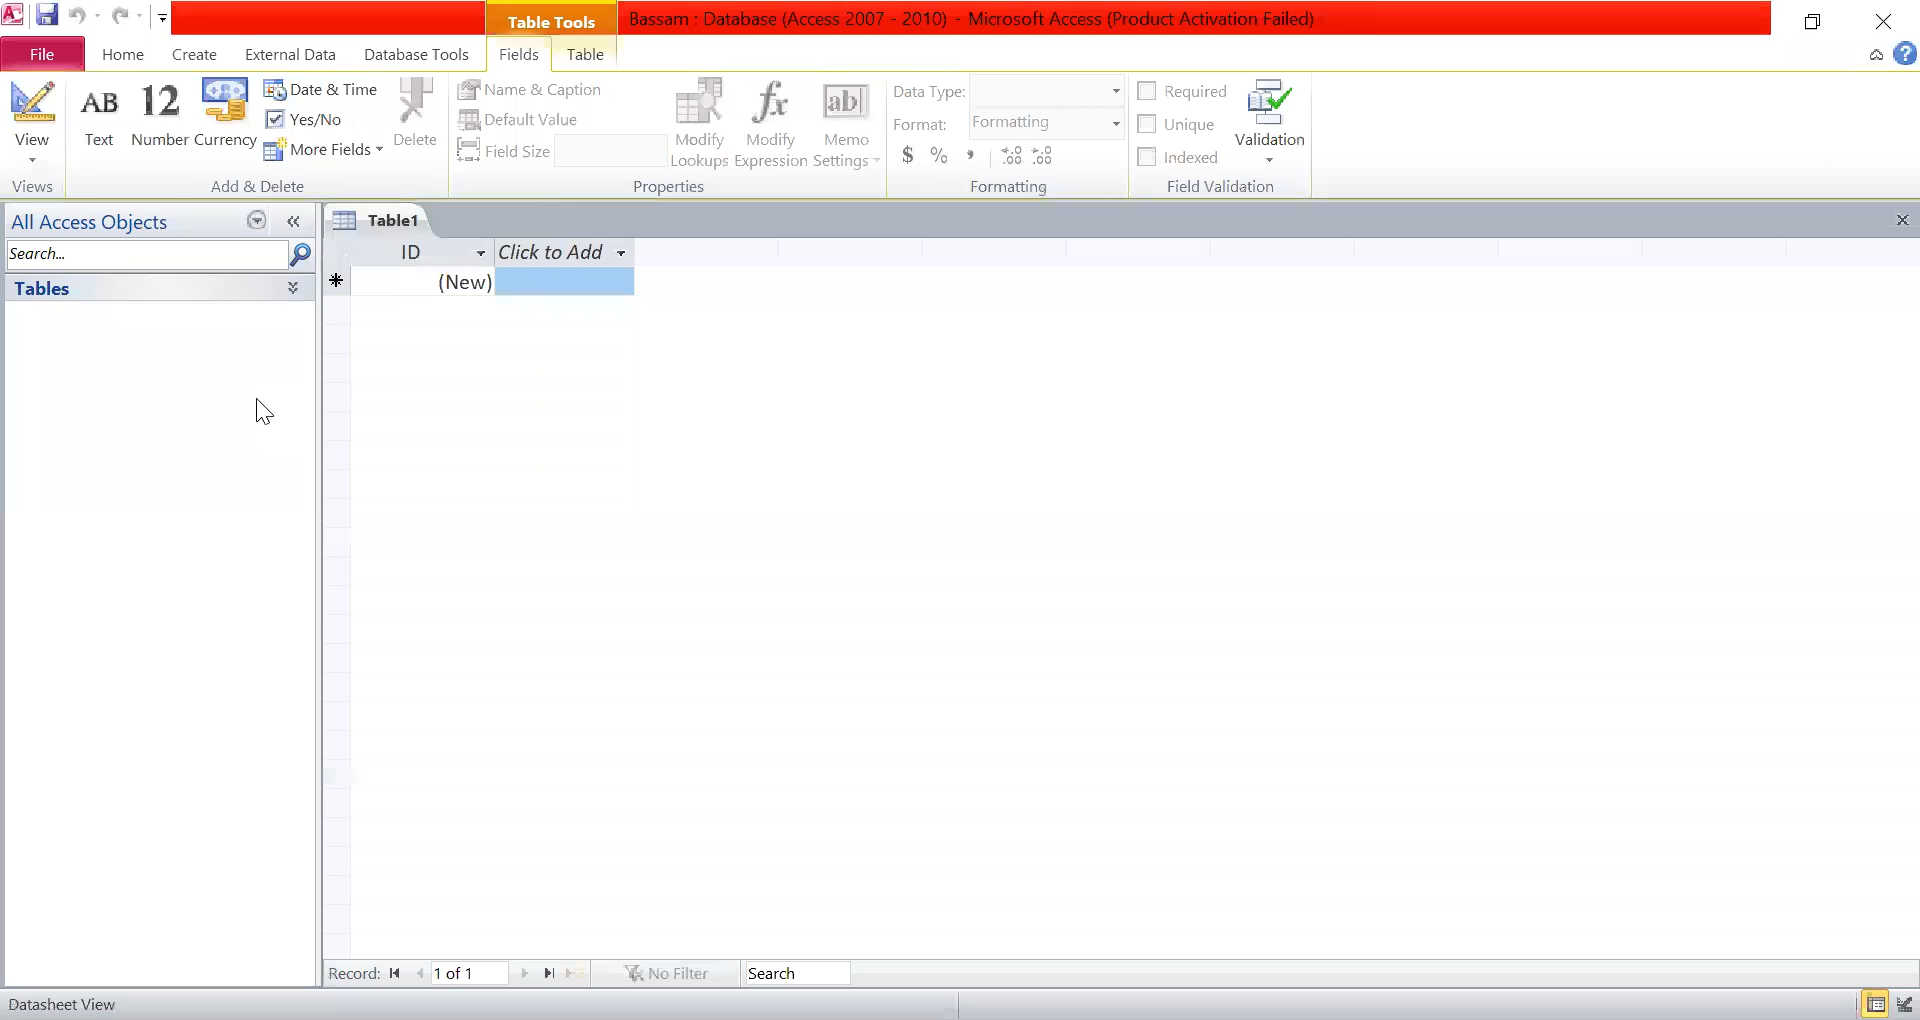 Table Tools
Bassam : Database (Access 2007 - 2010) - Microsoft Access (Product Activation Failed)
File Home Create External Data Database Tools Fields Table
View
Views
AB Text
12 Number
Currency
Date & Time
Yes/No
More Fields
Delete
Add & Delete
Name & Caption
Default Value
Field Size
Modify Lookups
fx Modify Expression
ab Memo Settings
Properties
Data Type:
Format: Formatting
$ % , .00 .00
Formatting
Required
Unique
Indexed
Validation
Field Validation
All Access Objects
Search...
Tables
Table1
ID Click to Add
(New)
Record: 1 of 1 No Filter Search
Datasheet View